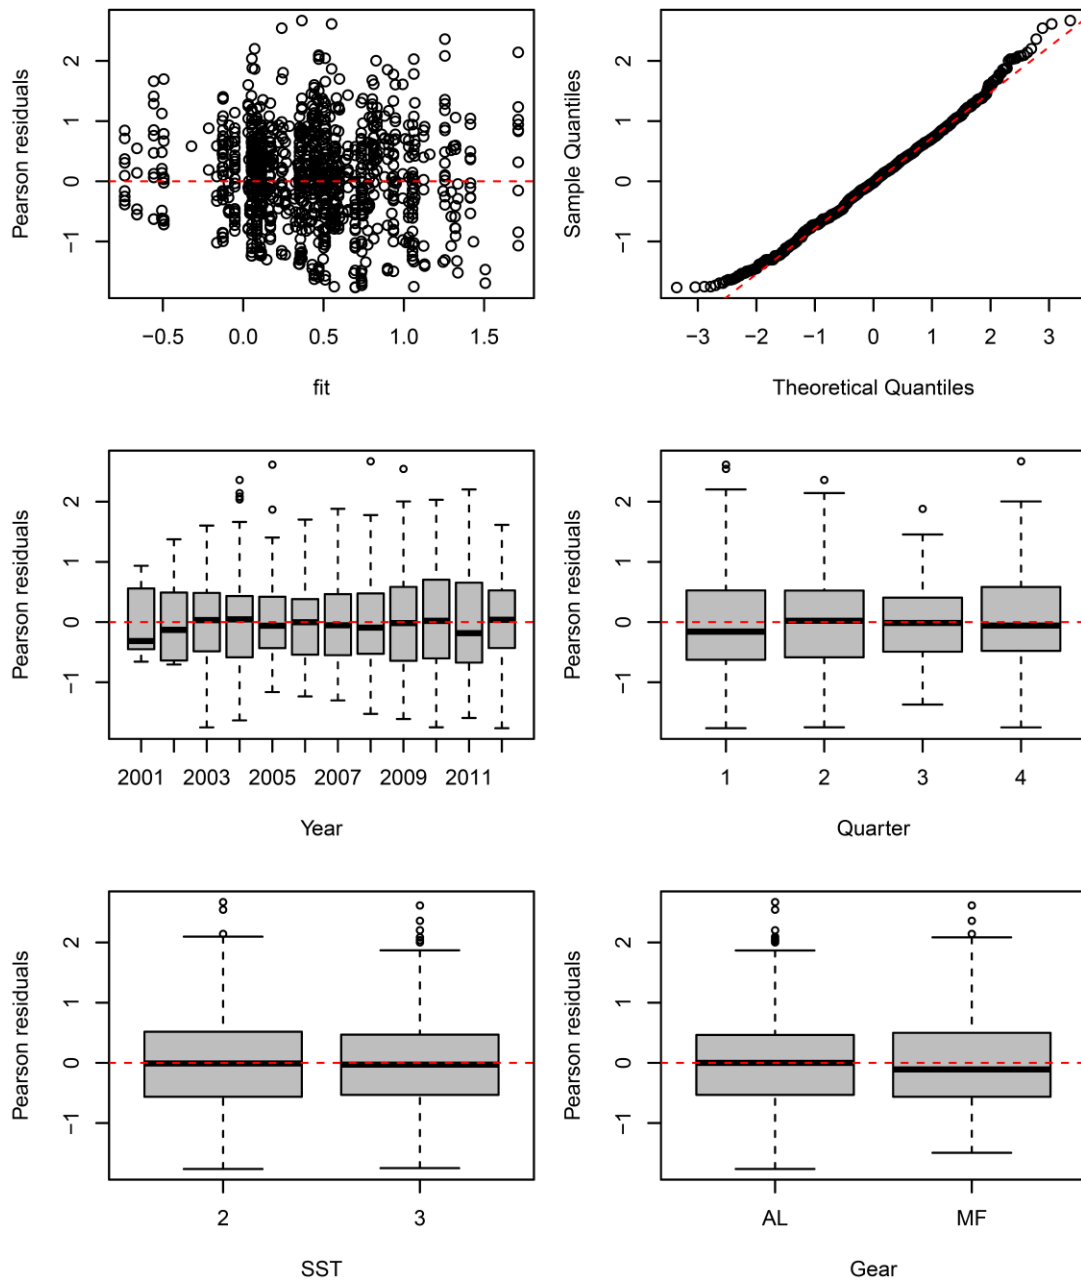 Pearson residuals
2
1
0
−1
−0.5 0.0 0.5 1.0 1.5
fit
Sample Quantiles
2
1
0
−1
−3 −2 −1 0 1 2 3
Theoretical Quantiles
Pearson residuals
2
1
0
−1
2001 2003 2005 2007 2009 2011
Year
Pearson residuals
2
1
0
−1
1 2 3 4
Quarter
Pearson residuals
2
1
0
−1
2 3
SST
Pearson residuals
2
1
0
−1
AL MF
Gear